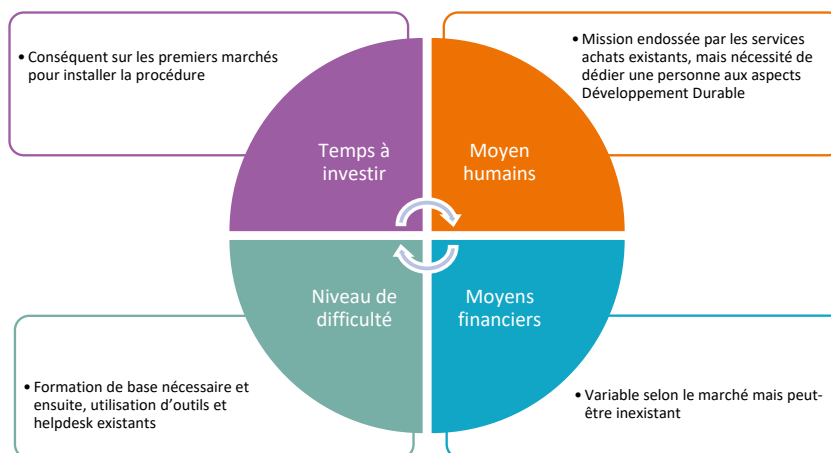 • Conséquent sur les premiers marchés
pour installer la procédure
• Mission endossée par les services
achats existants, mais nécessité de
dédier une personne aux aspects
Développement Durable
Temps à
investir
Moyen
humains
Niveau de
difficulté
Moyens
financiers
• Formation de base nécessaire et
ensuite, utilisation d'outils et
helpdesk existants
• Variable selon le marché mais peut-
être inexistant